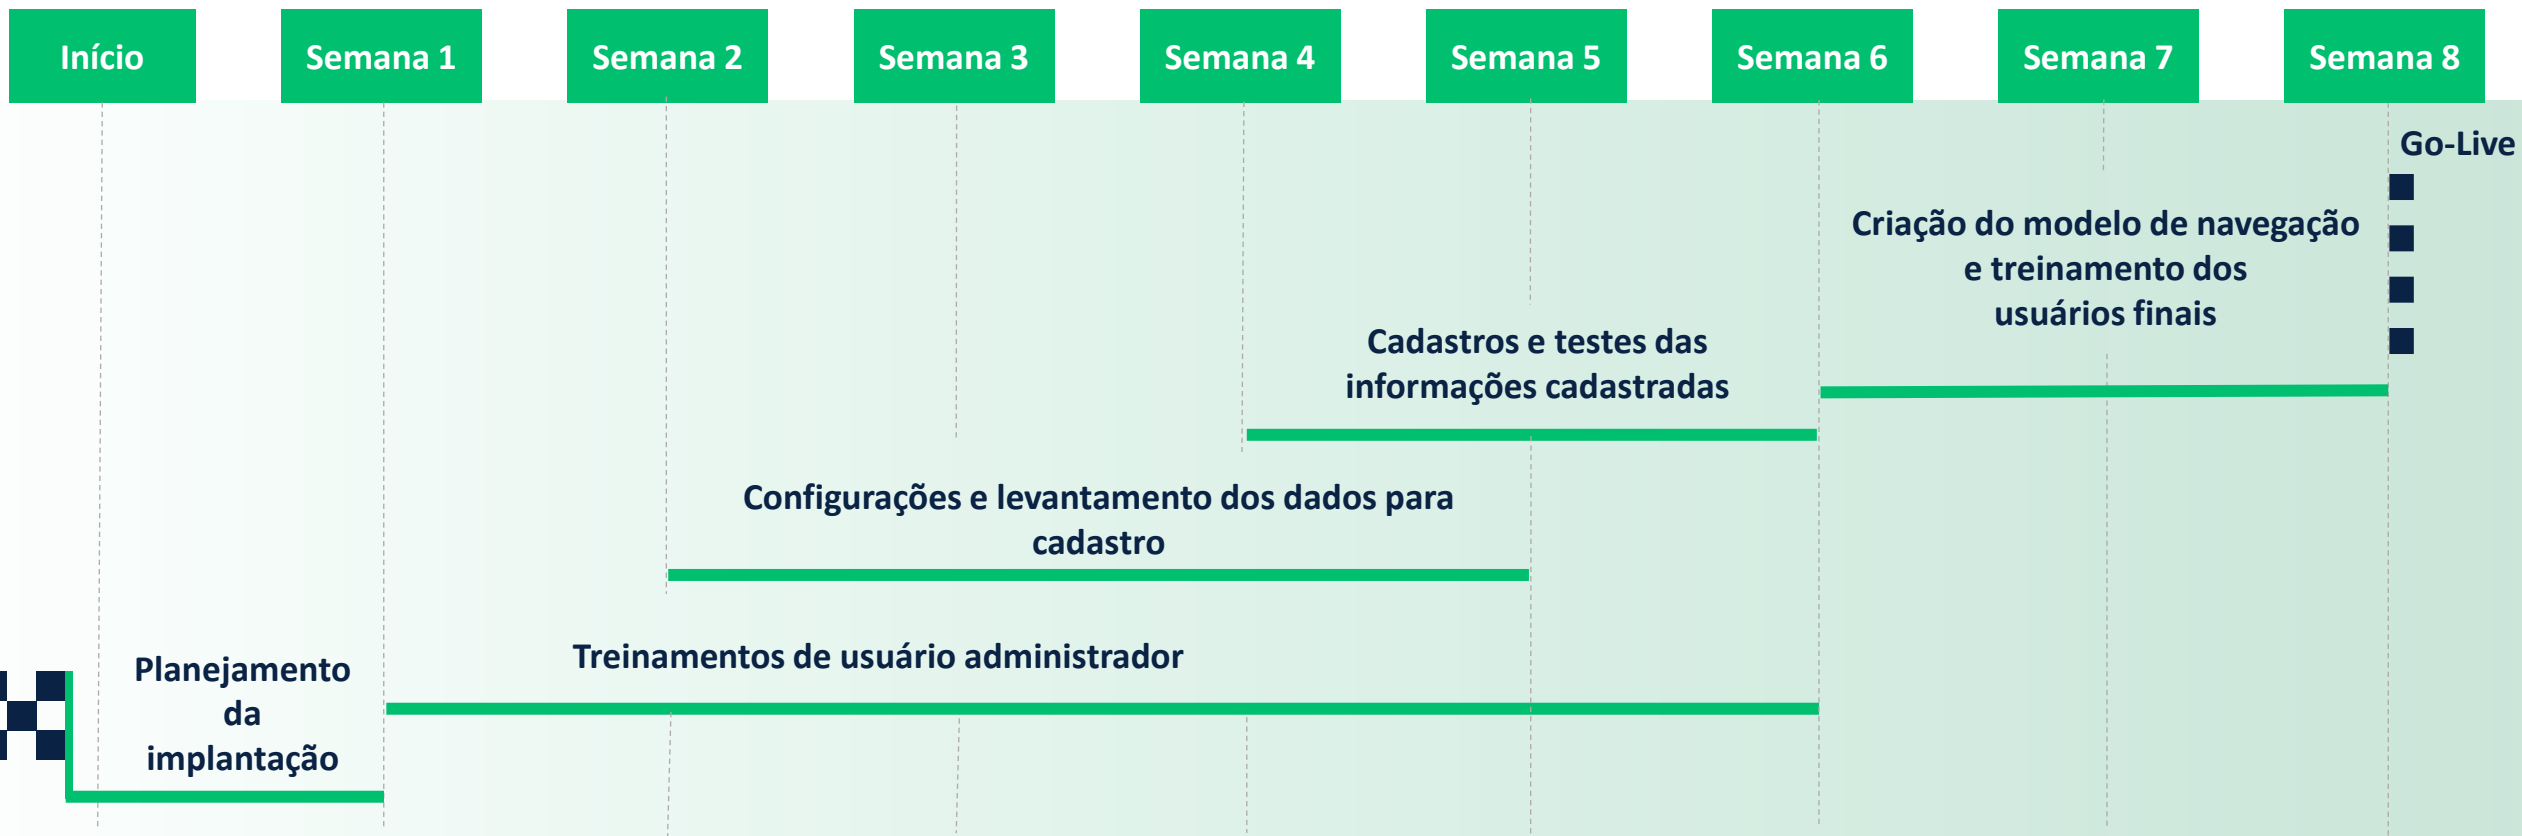 Início
Semana 1
Semana 2
Semana 3
Semana 4
Semana 5
Semana 6
Semana 7
Semana 8
Go-Live
Criação do modelo de navegação
e treinamento dos
usuários finais
Cadastros e testes das
informações cadastradas
Configurações e levantamento dos dados para
cadastro
Treinamentos de usuário administrador
Planejamento
da
implantação